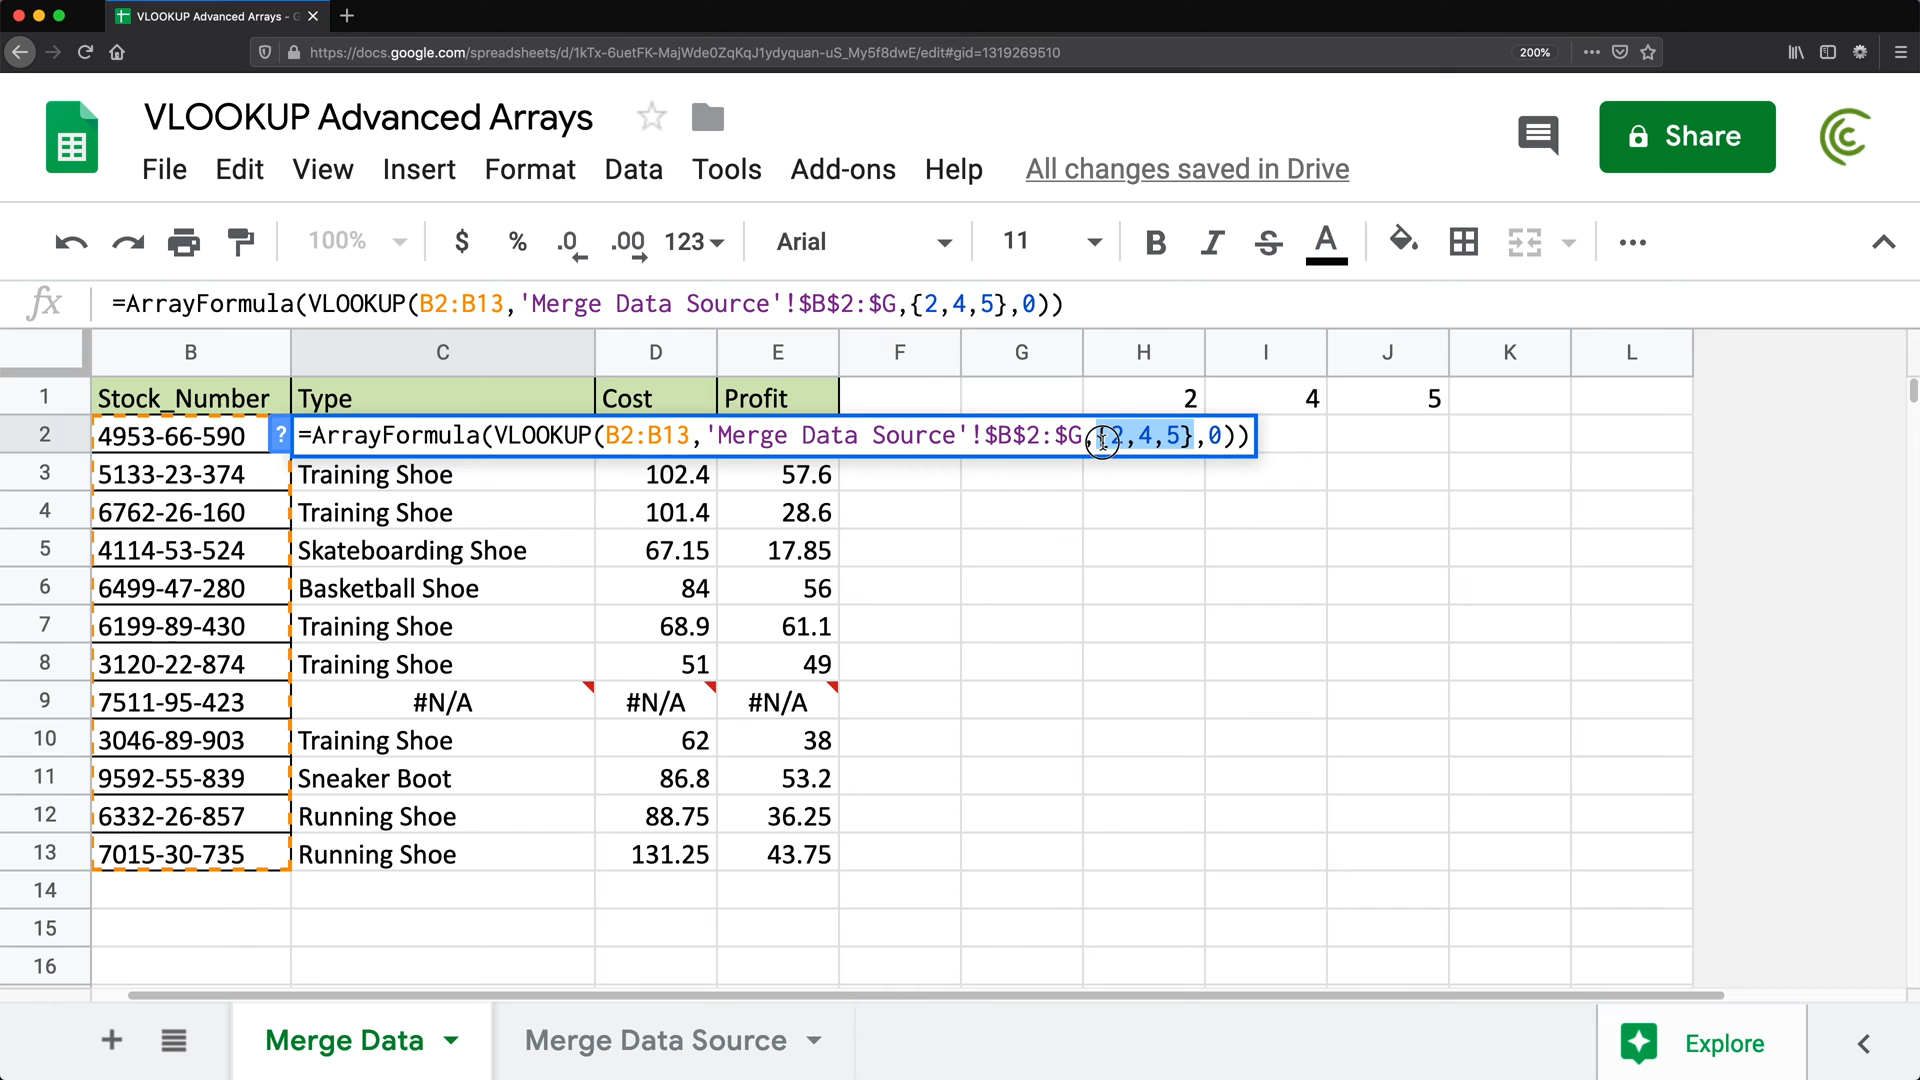 VLOOKUP Advanced Arrays - G
https://docs.google.com/spreadsheets/d/1kTx-6uetFK-MajWde0ZqKqJ1ydyquan-uS_My5f8dwE/edit#gid=1319269510
200%
VLOOKUP Advanced Arrays
Share
File Edit View Insert Format Data Tools Add-ons Help All changes saved in Drive
100% $ % .0 .00 123 Arial 11 B I S A
fx =ArrayFormula(VLOOKUP(B2:B13,'Merge Data Source'!$B$2:$G,{2,4,5},0))
B C D E F G H I J K L
1 Stock_Number Type Cost Profit 2 4 5
2 4953-66-590 ? =ArrayFormula(VLOOKUP(B2:B13,'Merge Data Source'!$B$2:$G,{2,4,5},0))
3 5133-23-374 Training Shoe 102.4 57.6
4 6762-26-160 Training Shoe 101.4 28.6
5 4114-53-524 Skateboarding Shoe 67.15 17.85
6 6499-47-280 Basketball Shoe 84 56
7 6199-89-430 Training Shoe 68.9 61.1
8 3120-22-874 Training Shoe 51 49
9 7511-95-423 #N/A #N/A #N/A
10 3046-89-903 Training Shoe 62 38
11 9592-55-839 Sneaker Boot 86.8 53.2
12 6332-26-857 Running Shoe 88.75 36.25
13 7015-30-735 Running Shoe 131.25 43.75
14
15
16
Merge Data Merge Data Source Explore